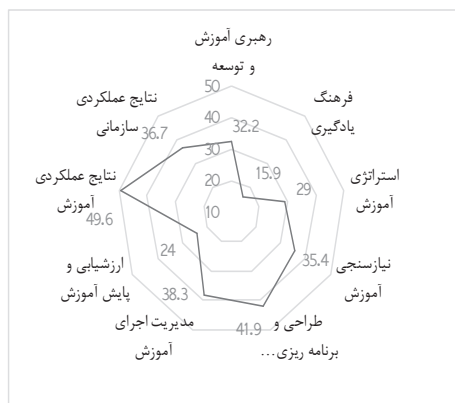 رهبری آموزش
و توسعه
50
40
30
20
10
32.2
فرهنگ
یادگیری
15.9
استراتژی
آموزش
29
نیازسنجی
آموزش
35.4
طراحی و
برنامه ریزی...
41.9
مدیریت اجرای
آموزش
38.3
ارزشیابی و
پایش آموزش
24
نتایج عملکردی
آموزش
49.6
نتایج عملکردی
سازمانی
36.7